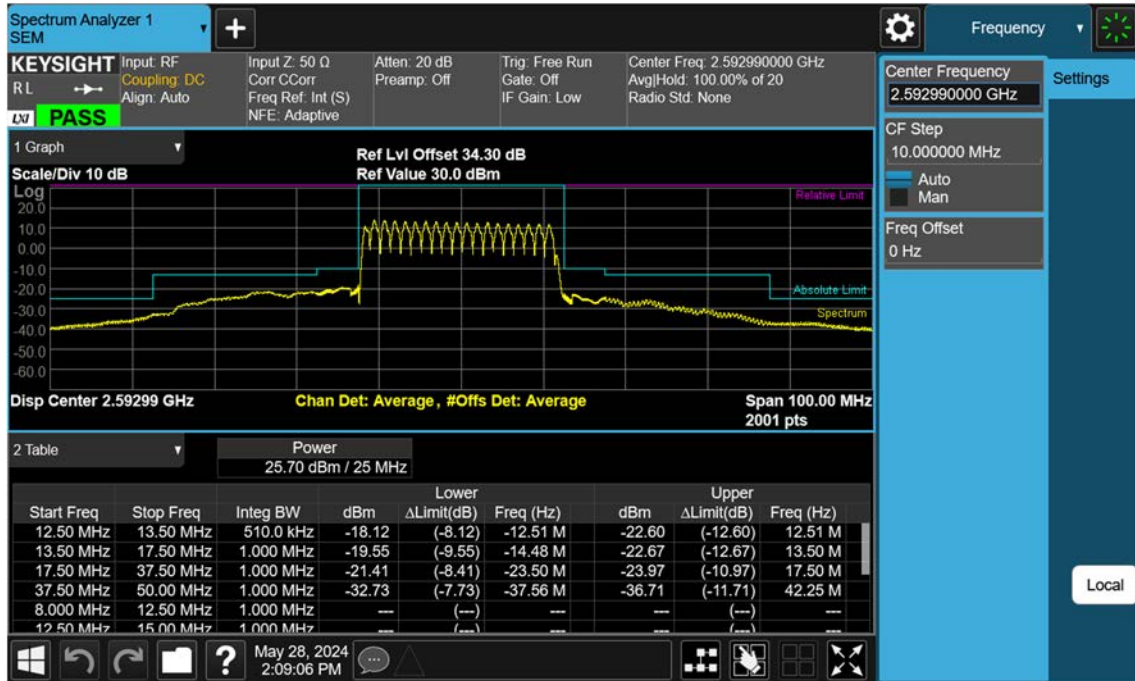 Spectrum Analyzer 1
SEM
Frequency
KEYSIGHT
RL
LXI PASS
Input: RF
Coupling: DC
Align: Auto
Input Z: 50 Ω
Corr CCorr
Freq Ref: Int (S)
NFE: Adaptive
Atten: 20 dB
Preamp: Off
Trig: Free Run
Gate: Off
IF Gain: Low
Center Freq: 2.592990000 GHz
Avg|Hold: 100.00% of 20
Radio Std: None
Center Frequency
2.592990000 GHz
Settings
CF Step
10.000000 MHz
Auto
Man
Freq Offset
0 Hz
Local
1 Graph
Scale/Div 10 dB
Ref Lvl Offset 34.30 dB
Ref Value 30.0 dBm
Log
Relative Limit
20.0
10.0
0.00
-10.0
-20.0
Absolute Limit
-30.0
Spectrum
-40.0
-50.0
-60.0
Disp Center 2.59299 GHz Chan Det: Average, #Offs Det: Average Span 100.00 MHz
2001 pts
2 Table
Power
25.70 dBm / 25 MHz
Lower Upper
Start Freq Stop Freq Integ BW dBm ΔLimit(dB) Freq (Hz) dBm ΔLimit(dB) Freq (Hz)
12.50 MHz 13.50 MHz 510.0 kHz -18.12 (-8.12) -12.51 M -22.60 (-12.60) 12.51 M
13.50 MHz 17.50 MHz 1.000 MHz -19.55 (-9.55) -14.48 M -22.67 (-12.67) 13.50 M
17.50 MHz 37.50 MHz 1.000 MHz -21.41 (-8.41) -23.50 M -23.97 (-10.97) 17.50 M
37.50 MHz 50.00 MHz 1.000 MHz -32.73 (-7.73) -37.56 M -36.71 (-11.71) 42.25 M
8.000 MHz 12.50 MHz 1.000 MHz --- (---) --- --- (---) ---
12.50 MHz 15.00 MHz 1.000 MHz --- (---) --- --- (---) ---
? May 28, 2024
2:09:06 PM